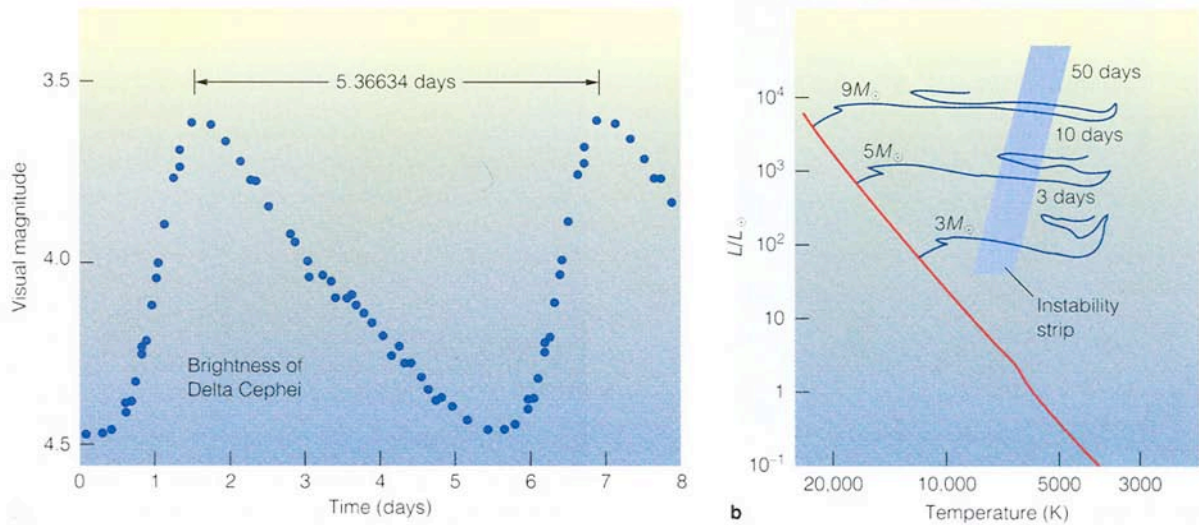 3.5
4.0
4.5
Visual magnitude
5.36634 days
Brightness of
Delta Cephei
0 1 2 3 4 5 6 7 8
Time (days)
b
10⁴
10³
10²
10
1
10⁻¹
L/L☉
9M☉
5M☉
3M☉
50 days
10 days
3 days
Instability
strip
20,000 10,000 5000 3000
Temperature (K)